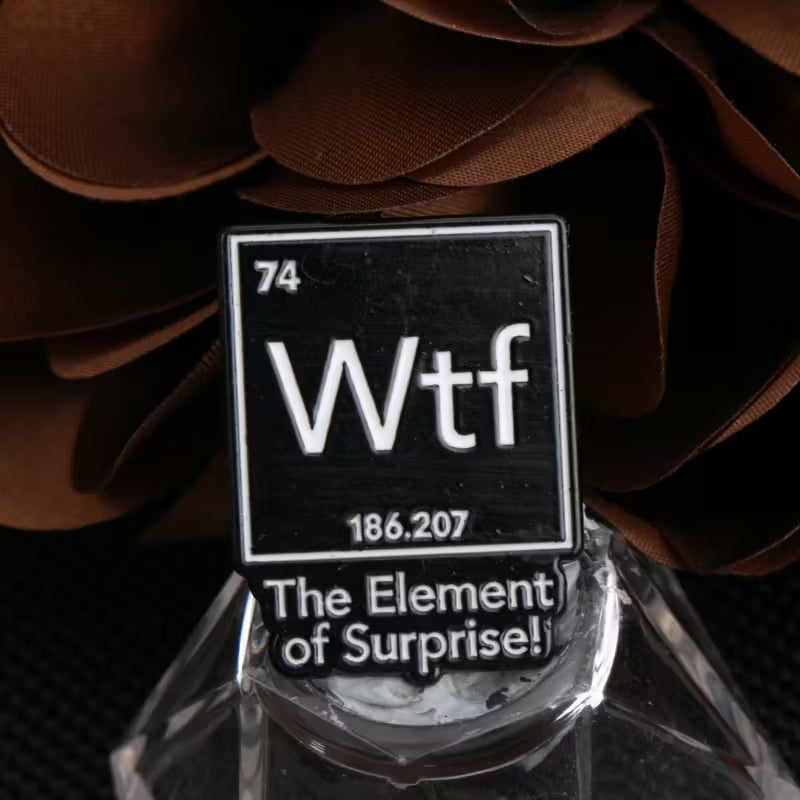 74
Wtf
186.207
The Element
of Surprise!